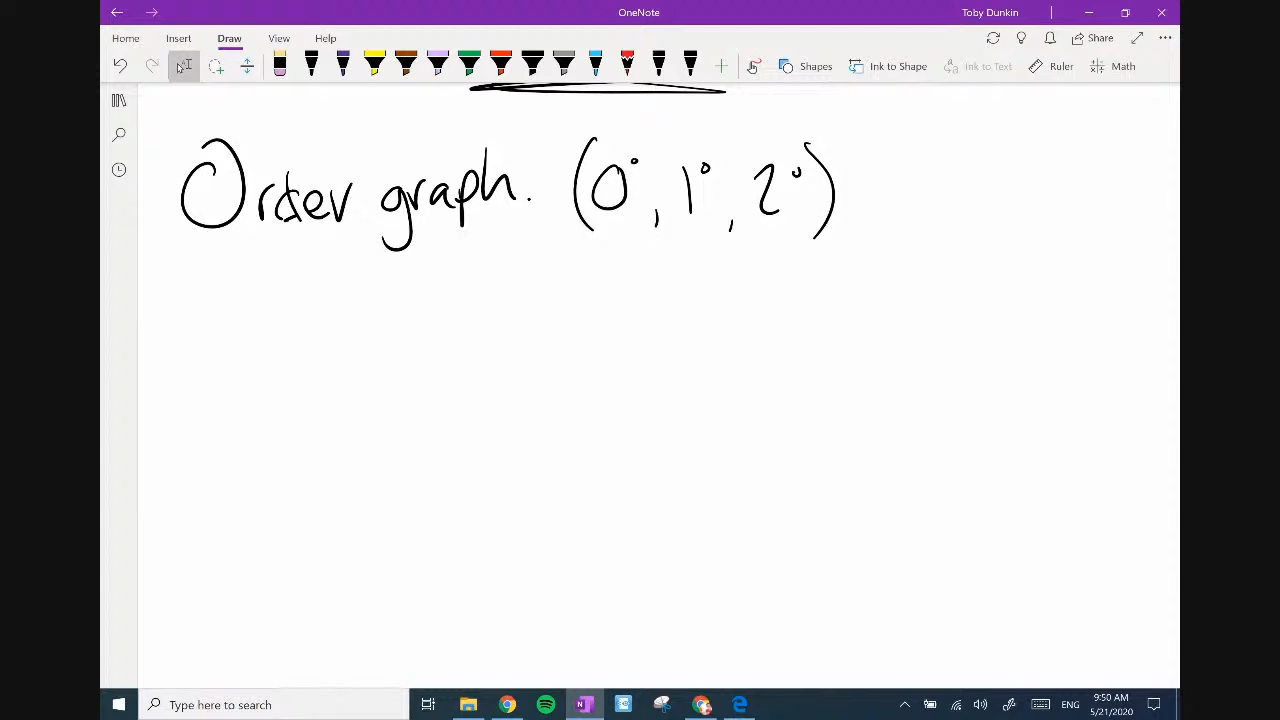 OneNote
Toby Dunkin
Home Insert Draw View Help
Share
Shapes Ink to Shape Ink to Text Ruler Math
Order graph. (0°, 1°, 2°)
Type here to search
ENG
9:50 AM
5/21/2020